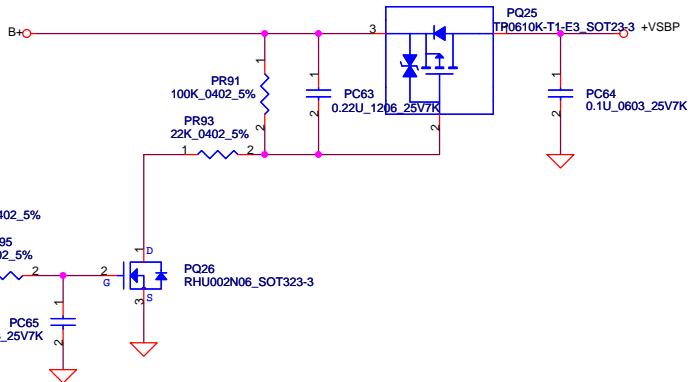 B+
3
PQ25
TP0610K-T1-E3_SOT23-3
+VSBP
1
PR91
100K_0402_5%
2
1
PC63
0.22U_1206_25V7K
2
2
1
PC64
0.1U_0603_25V7K
2
PR93
22K_0402_5%
1
2
402_5%
95
02_5%
2
2
G
1
D
S
3
PQ26
RHU002N06_SOT323-3
1
PC65
_25V7K
2